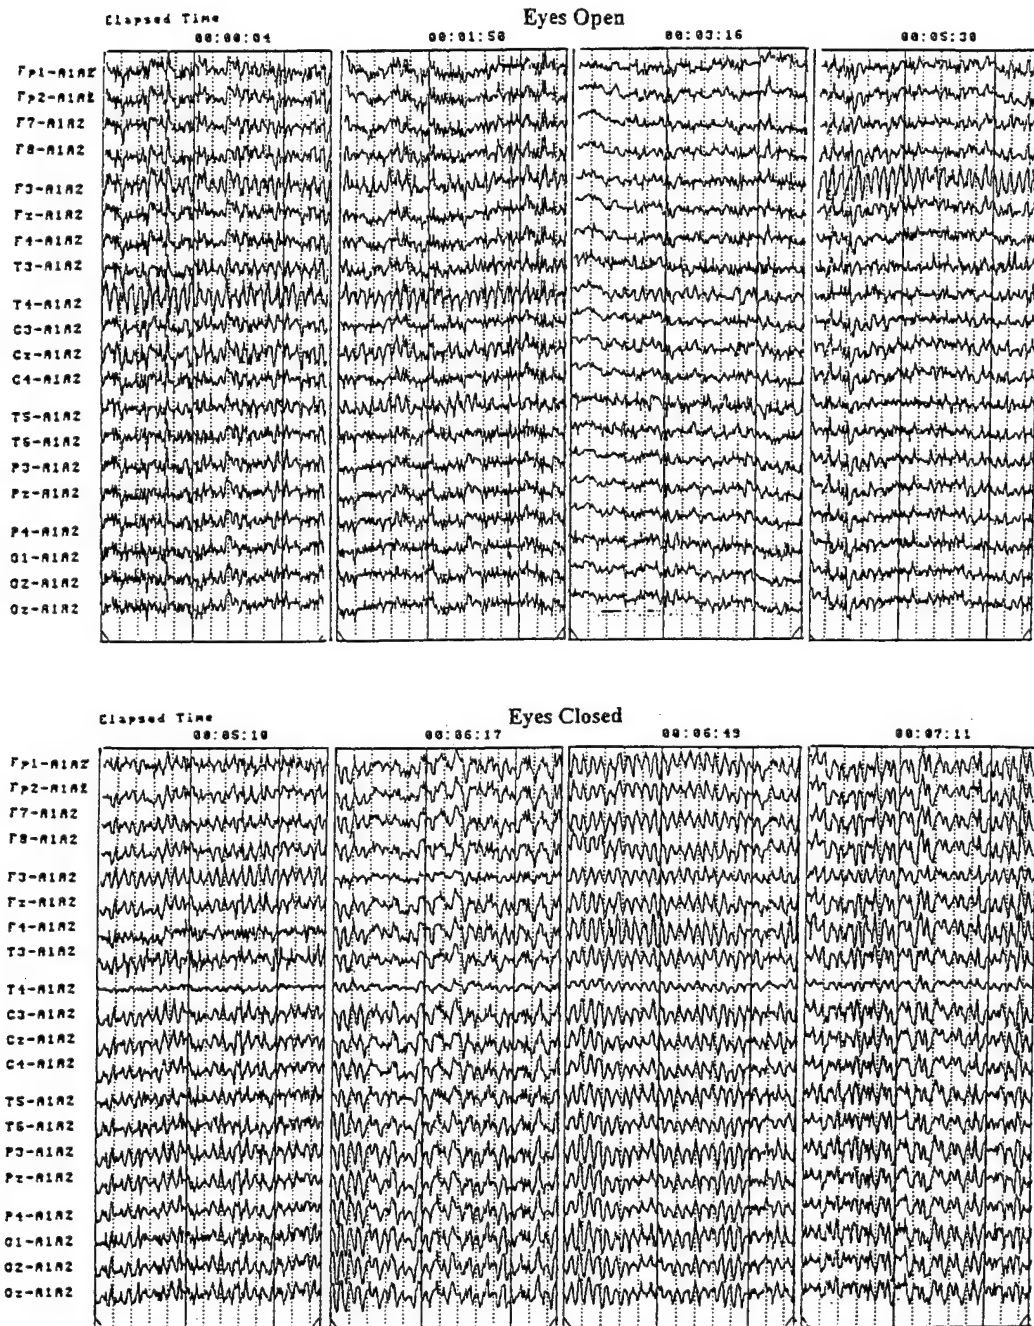 Elapsed Time
Eyes Open
00:00:04 00:01:50 00:03:16 00:05:30
Fp1-A1A2
Fp2-A1A2
F7-A1A2
F8-A1A2
F3-A1A2
Fz-A1A2
F4-A1A2
T3-A1A2
T4-A1A2
C3-A1A2
Cz-A1A2
C4-A1A2
T5-A1A2
T6-A1A2
P3-A1A2
Pz-A1A2
P4-A1A2
O1-A1A2
O2-A1A2
Oz-A1A2
Elapsed Time
Eyes Closed
00:05:10 00:06:17 00:06:49 00:07:11
Fp1-A1A2
Fp2-A1A2
F7-A1A2
F8-A1A2
F3-A1A2
Fz-A1A2
F4-A1A2
T3-A1A2
T4-A1A2
C3-A1A2
Cz-A1A2
C4-A1A2
T5-A1A2
T6-A1A2
P3-A1A2
Pz-A1A2
P4-A1A2
O1-A1A2
O2-A1A2
Oz-A1A2